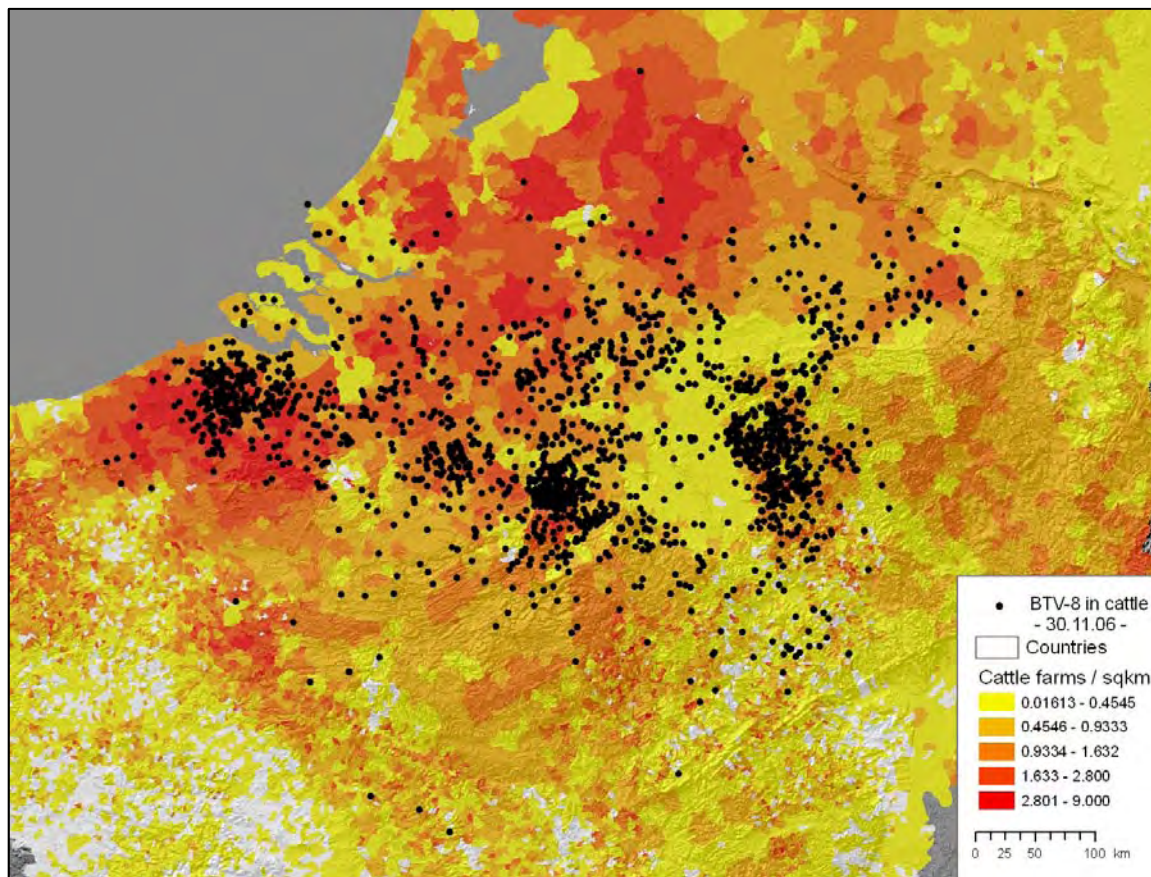 BTV-8 in cattle
- 30.11.06 -
Countries
Cattle farms / sqkm
0.01613 - 0.4545
0.4546 - 0.9333
0.9334 - 1.632
1.633 - 2.800
2.801 - 9.000
0 25 50 100 km